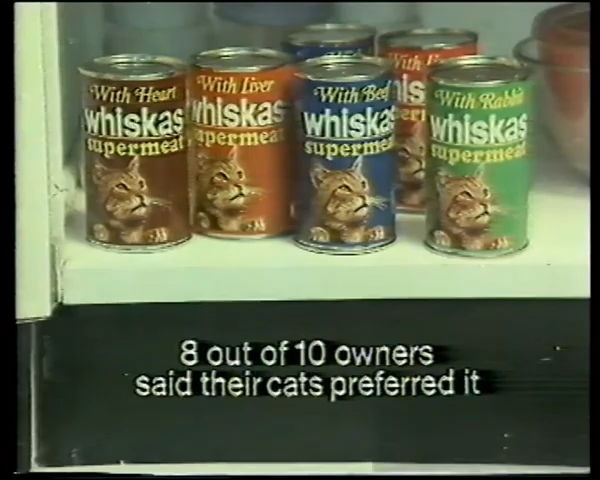 With Heart
whiskas
supermeat
With Liver
whiskas
supermeat
With Beef
whiskas
supermeat
With Rabbit
whiskas
supermeat
8 out of 10 owners
said their cats preferred it